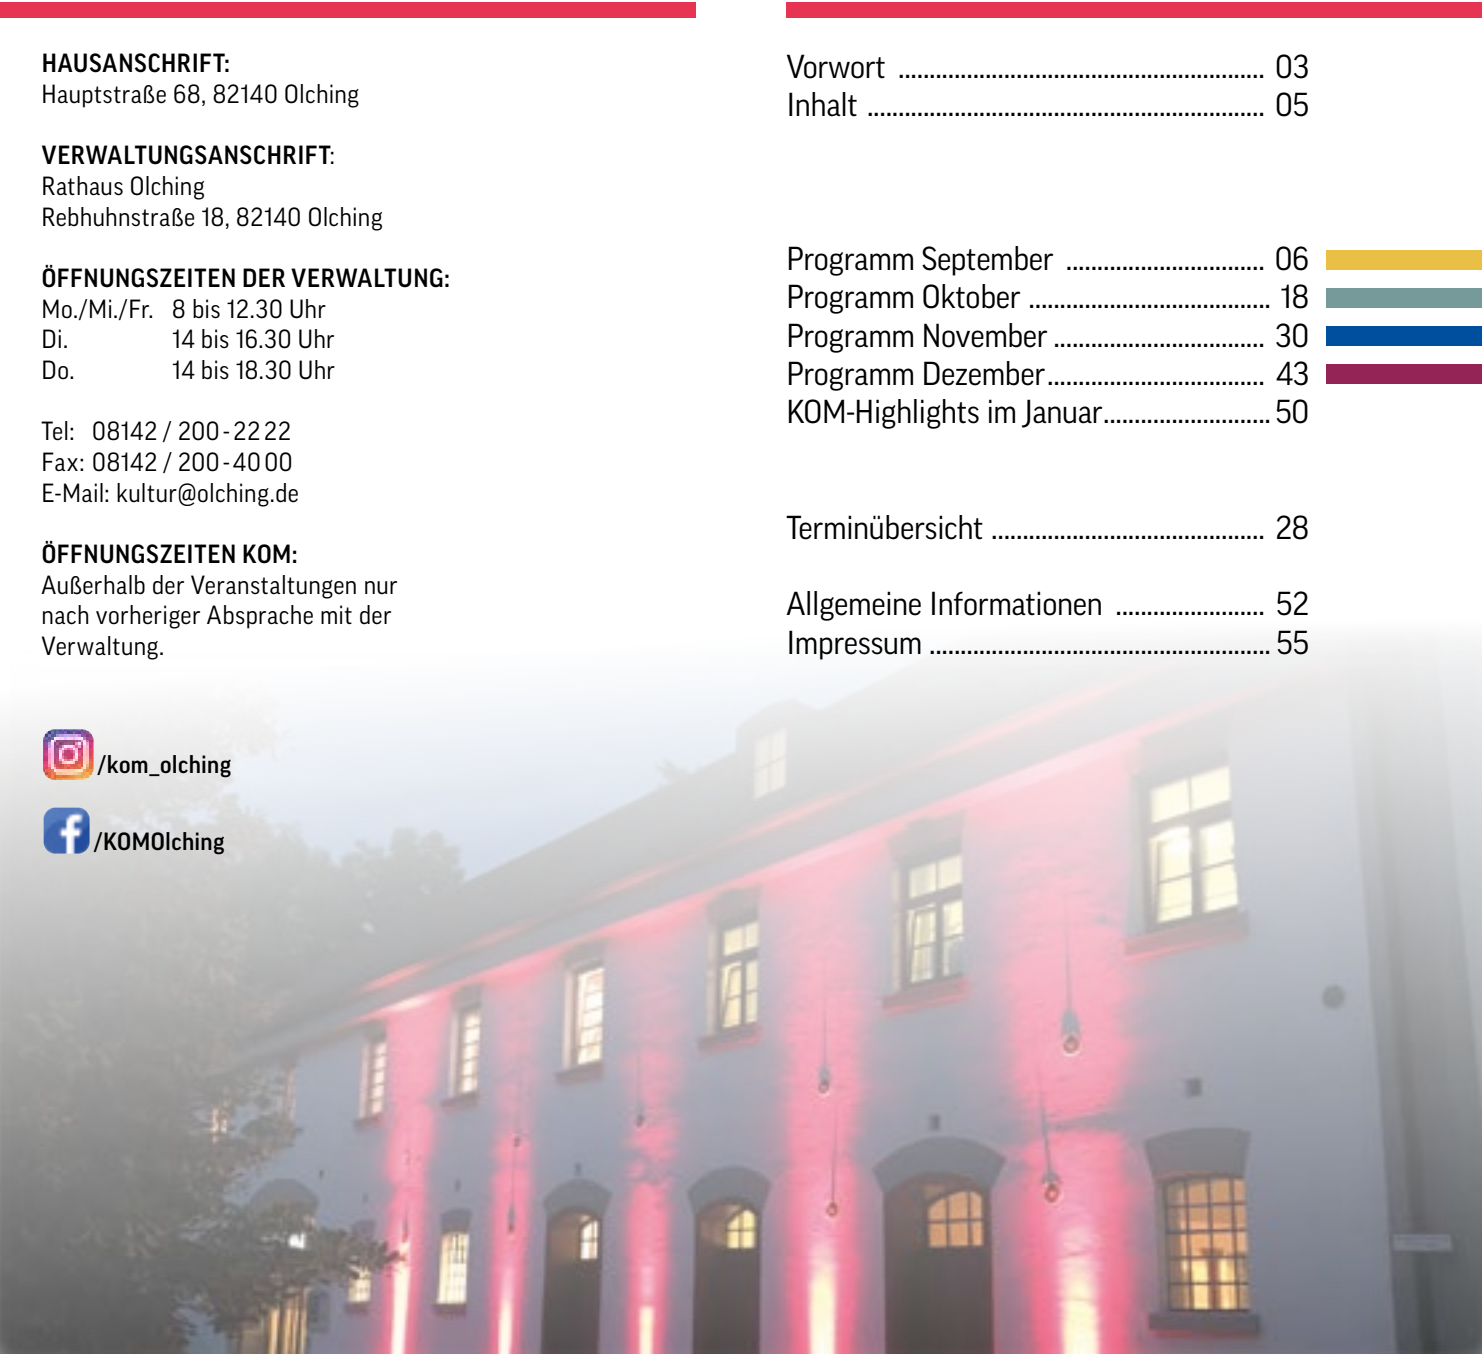 HAUSANSCHRIFT:
Hauptstraße 68, 82140 Olching
VERWALTUNGSANSCHRIFT:
Rathaus Olching
Rebhuhnstraße 18, 82140 Olching
ÖFFNUNGSZEITEN DER VERWALTUNG:
Mo./Mi./Fr. 8 bis 12.30 Uhr
Di. 14 bis 16.30 Uhr
Do. 14 bis 18.30 Uhr
Tel: 08142 / 200-22 22
Fax: 08142 / 200-40 00
E-Mail: kultur@olching.de
ÖFFNUNGSZEITEN KOM:
Außerhalb der Veranstaltungen nur
nach vorheriger Absprache mit der
Verwaltung.
/kom_olching
/KOMOlching
Vorwort ........................................................... 03
Inhalt ................................................................ 05
Programm September ................................ 06
Programm Oktober ....................................... 18
Programm November .................................. 30
Programm Dezember................................... 43
KOM-Highlights im Januar........................... 50
Terminübersicht ............................................ 28
Allgemeine Informationen ........................ 52
Impressum ....................................................... 55